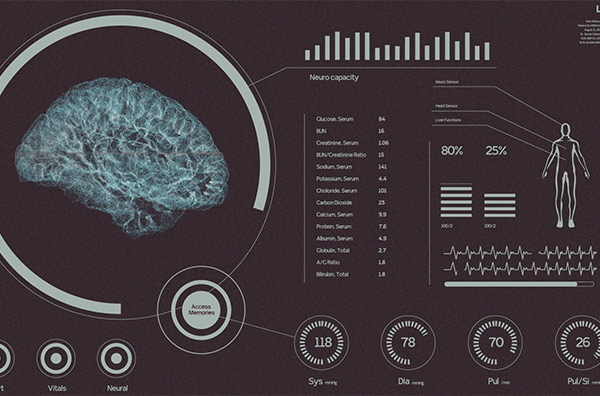 L
Neuro capacity
Neuro Sensor
Heart Sensor
Live Functions
Glucose, Serum 84
BUN 16
Creatinine, Serum 1.06
BUN/Creatinine Ratio 15
Sodium, Serum 141
Potassium, Serum 4.4
Choloride, Serum 101
Carbon Dioxide 23
Calcium, Serum 9.9
Protein, Serum 7.6
Albumin, Serum 4.9
Globulin, Total 2.7
A/G Ratio 1.8
Bilirubin, Total 1.8
80% 25%
100/2 100/2
Access
Memories
118 78 70 26
Sys mmHg Dia mmHg Pul /min Pul/Si mmHg
rt Vitals Neural